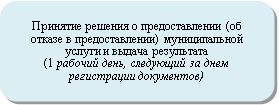 Принятие решения о предоставлении (об
отказе в предоставлении) муниципальной
услуги и выдача результата
(1 рабочий день, следующий за днем
регистрации документов)